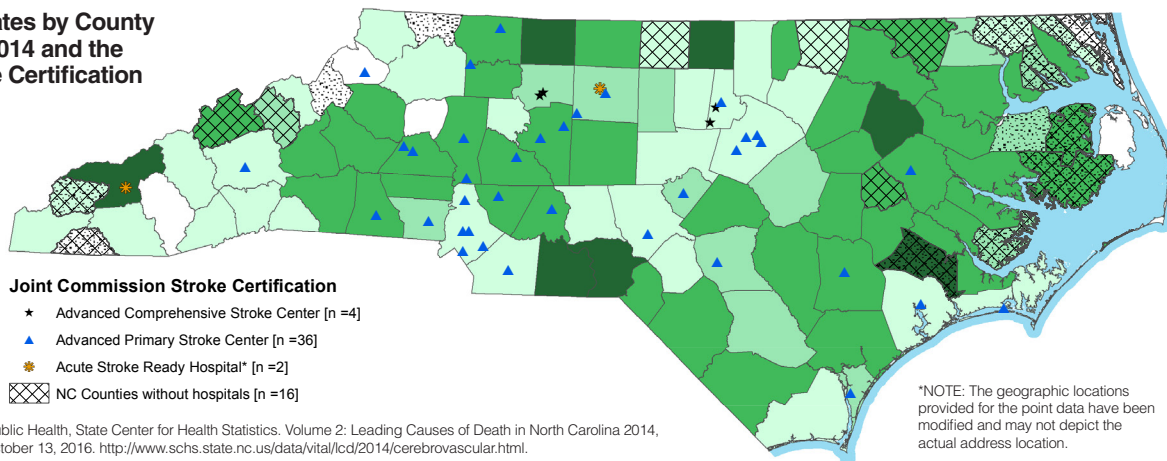 ates by County
2014 and the
e Certification
Joint Commission Stroke Certification
Advanced Comprehensive Stroke Center [n =4]
Advanced Primary Stroke Center [n =36]
Acute Stroke Ready Hospital* [n =2]
NC Counties without hospitals [n =16]
ublic Health, State Center for Health Statistics. Volume 2: Leading Causes of Death in North Carolina 2014,
ctober 13, 2016. http://www.schs.state.nc.us/data/vital/lcd/2014/cerebrovascular.html.
*NOTE: The geographic locations
provided for the point data have been
modified and may not depict the
actual address location.